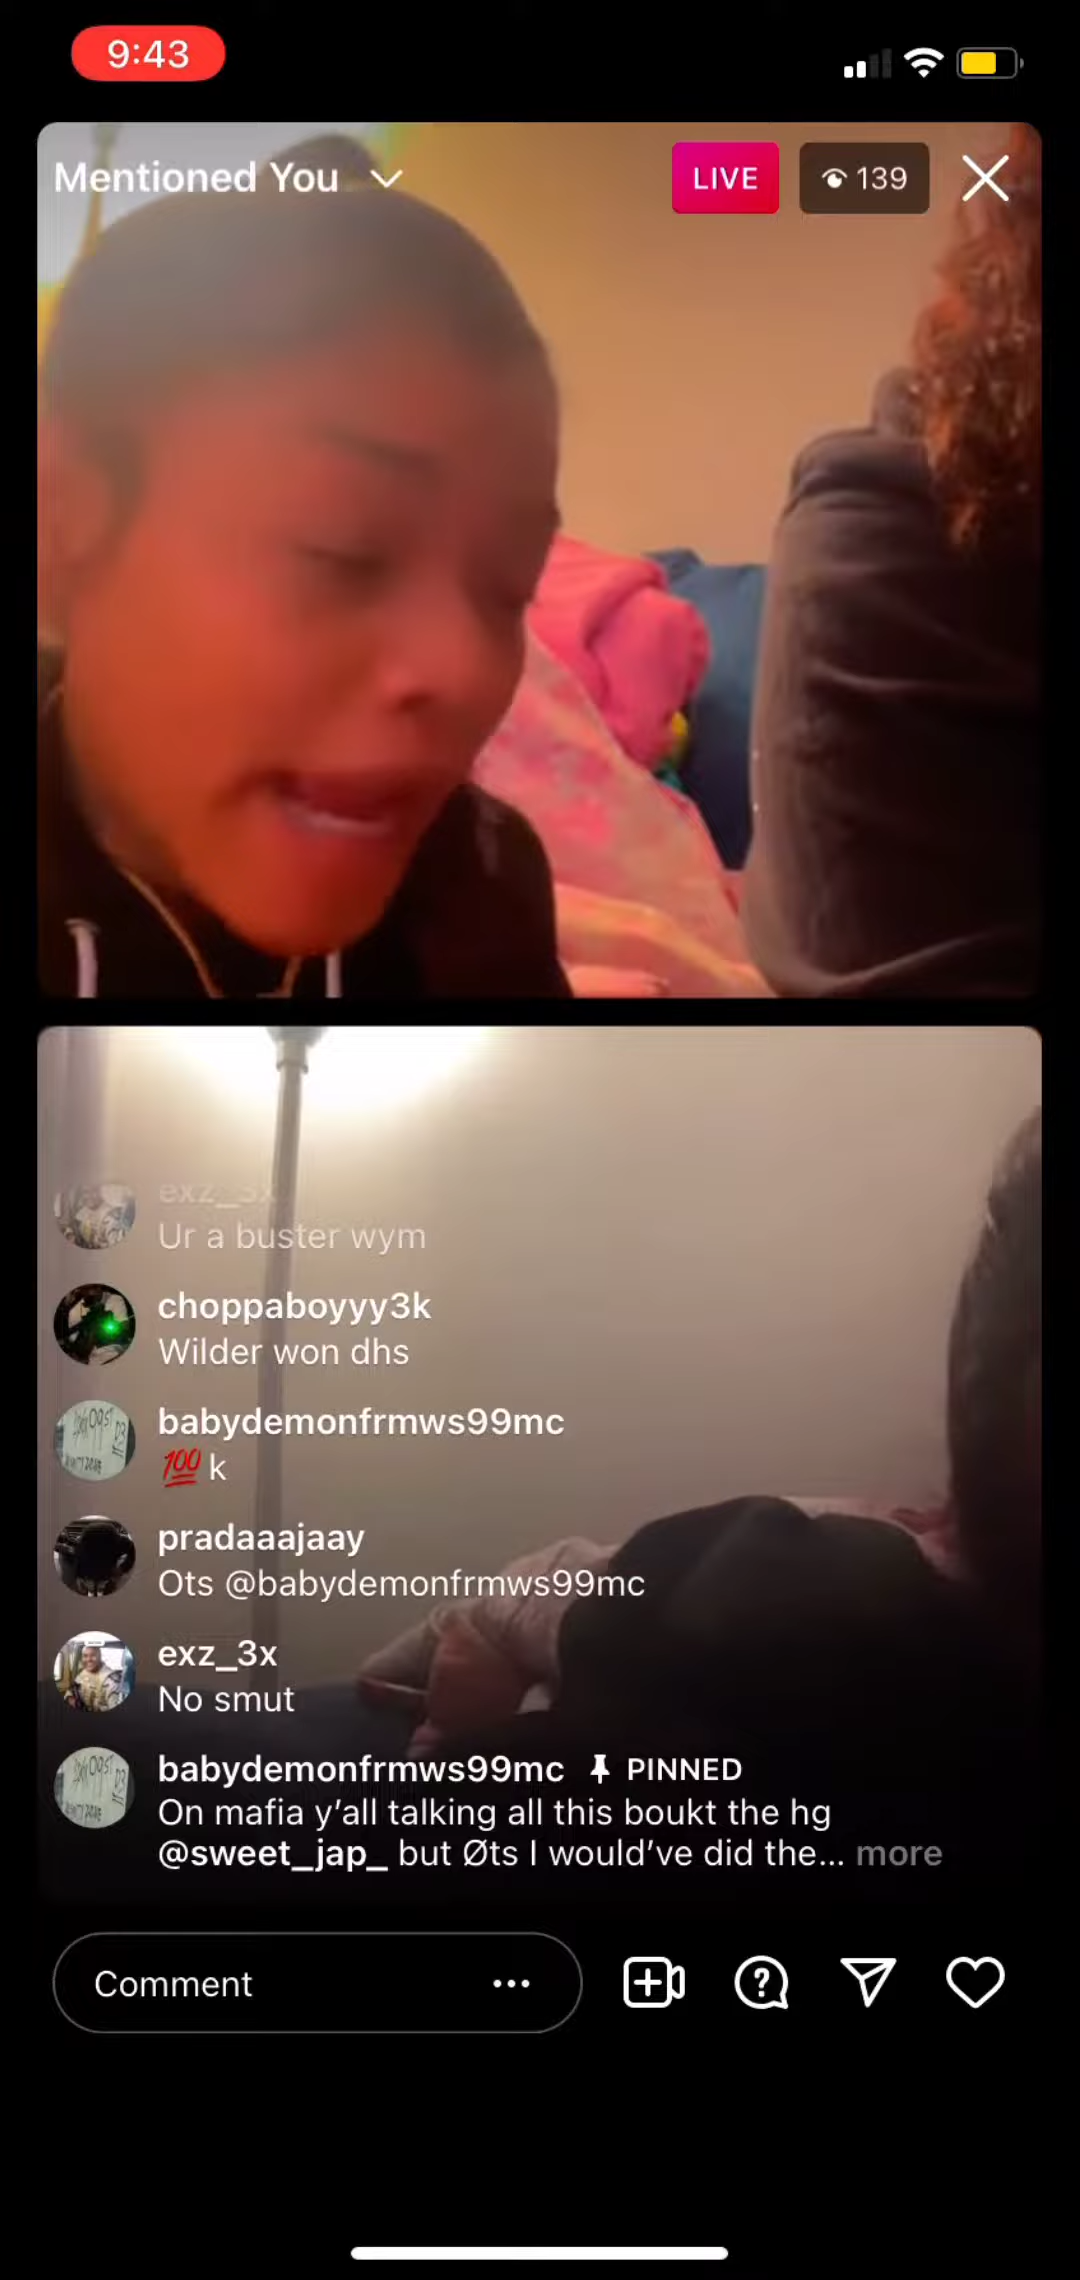 9:43
Mentioned You
LIVE
139
exz_3x
Ur a buster wym
choppaboyyy3k
Wilder won dhs
babydemonfrmws99mc
💯 k
pradaaajaay
Ots @babydemonfrmws99mc
exz_3x
No smut
babydemonfrmws99mc PINNED
On mafia y’all talking all this boukt the hg
@sweet_jap_ but Øts I would’ve did the... more
Comment